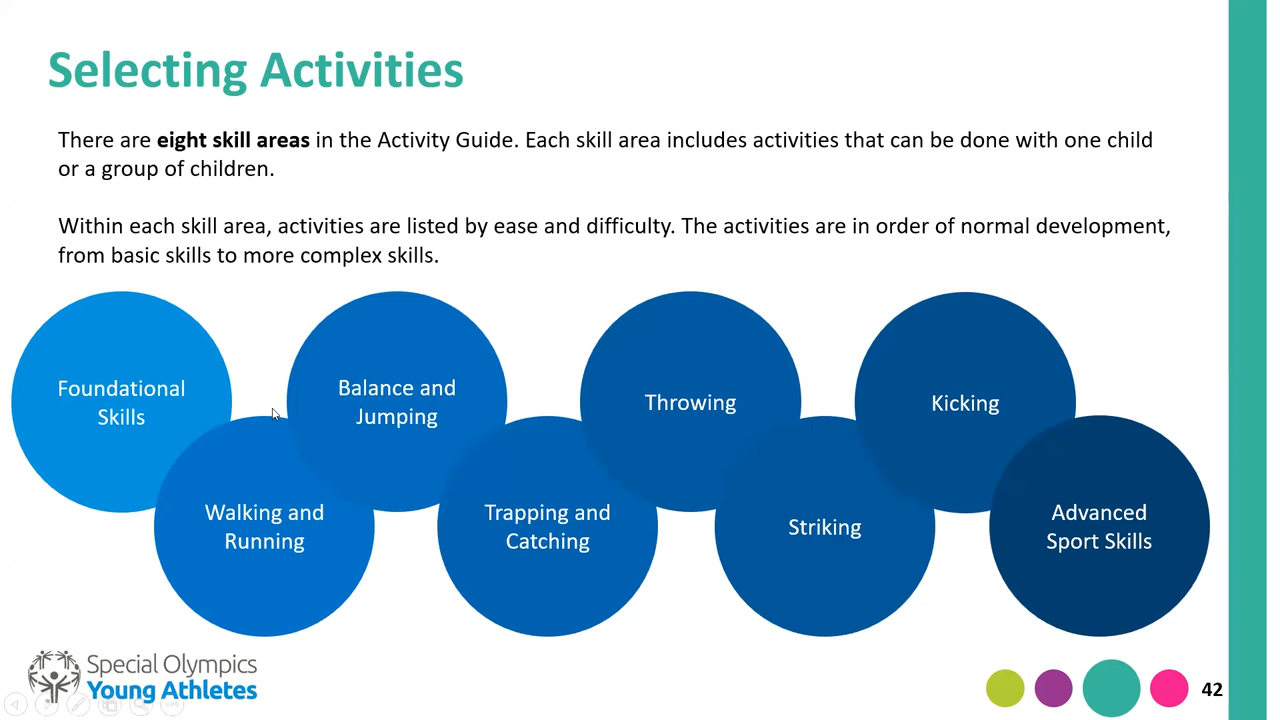 Selecting Activities
There are eight skill areas in the Activity Guide. Each skill area includes activities that can be done with one child
or a group of children.
Within each skill area, activities are listed by ease and difficulty. The activities are in order of normal development,
from basic skills to more complex skills.
Foundational
Skills
Walking and
Running
Balance and
Jumping
Trapping and
Catching
Throwing
Striking
Kicking
Advanced
Sport Skills
Special Olympics
Young Athletes
42